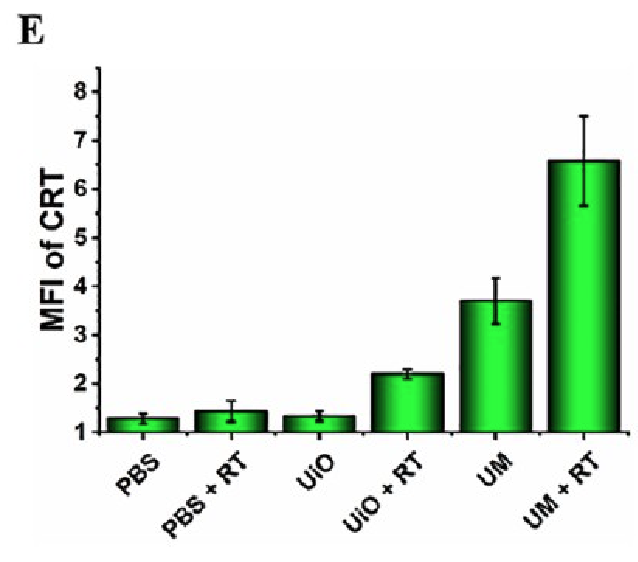 E
MFI of CRT
8
7
6
5
4
3
2
1
PBS
PBS + RT
UiO
UiO + RT
UM
UM + RT